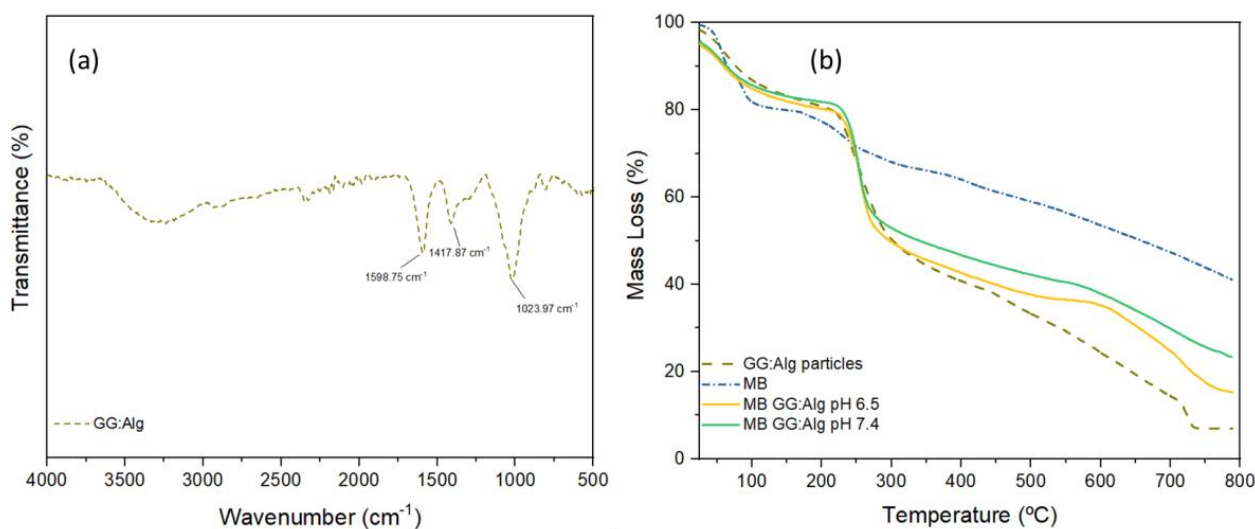 (a)
Transmittance (%)
1598.75 cm⁻¹
1417.87 cm⁻¹
1023.97 cm⁻¹
GG:Alg
4000 3500 3000 2500 2000 1500 1000 500
Wavenumber (cm⁻¹)
(b)
Mass Loss (%)
100
80
60
40
20
0
GG:Alg particles
MB
MB GG:Alg pH 6.5
MB GG:Alg pH 7.4
100 200 300 400 500 600 700 800
Temperature (ºC)